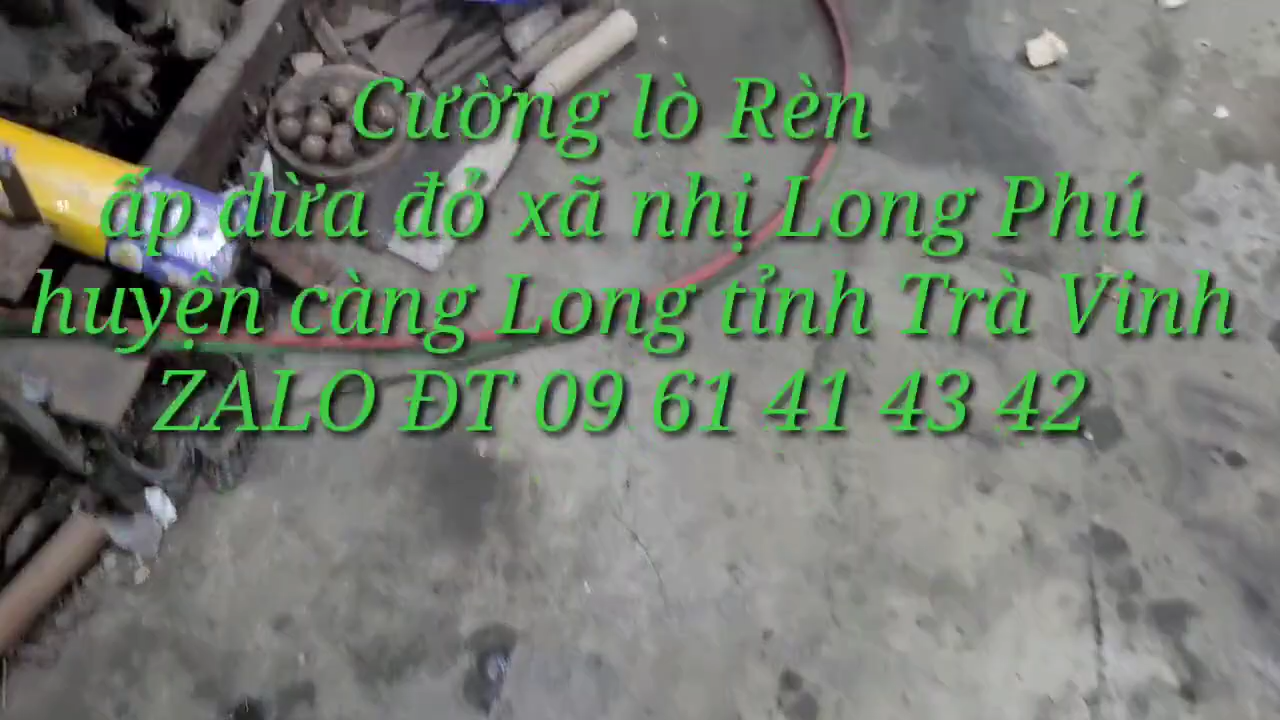 Cường lò Rèn
ấp dừa đỏ xã nhị Long Phú
huyện càng Long tỉnh Trà Vinh
ZALO ĐT 09 61 41 43 42